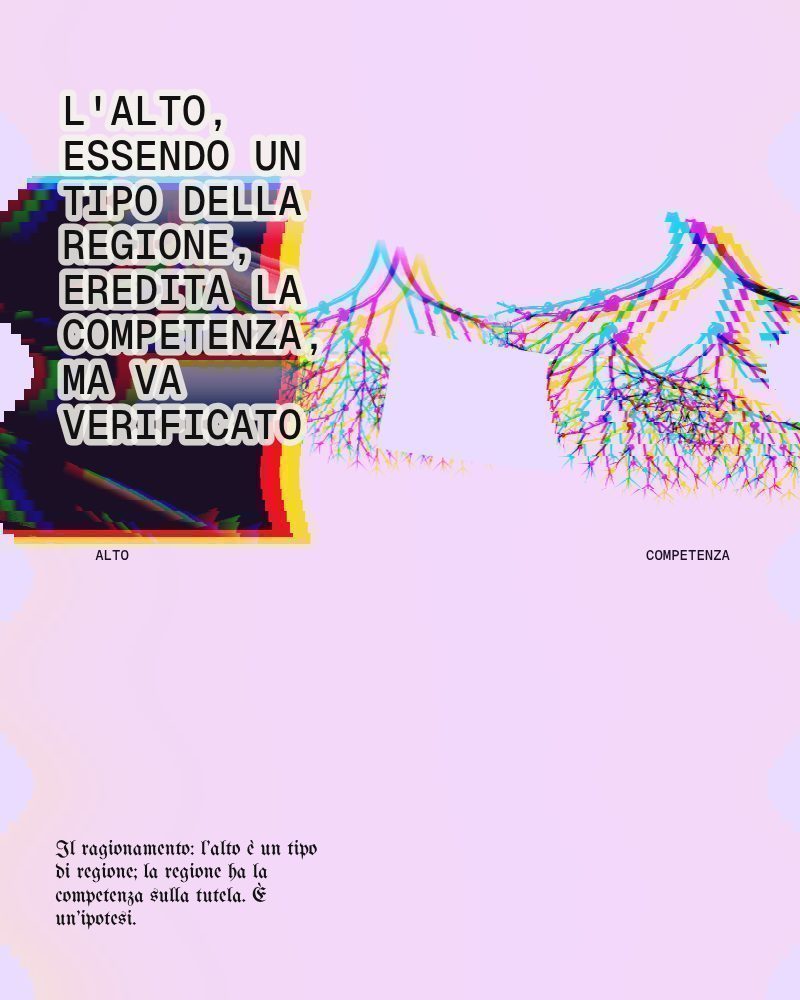 L'ALTO,
ESSENDO UN
TIPO DELLA
REGIONE,
EREDITA LA
COMPETENZA,
MA VA
VERIFICATO
ALTO
COMPETENZA
Il ragionamento: l'alto è un tipo
di regione; la regione ha la
competenza sulla tutela. È
un'ipotesi.